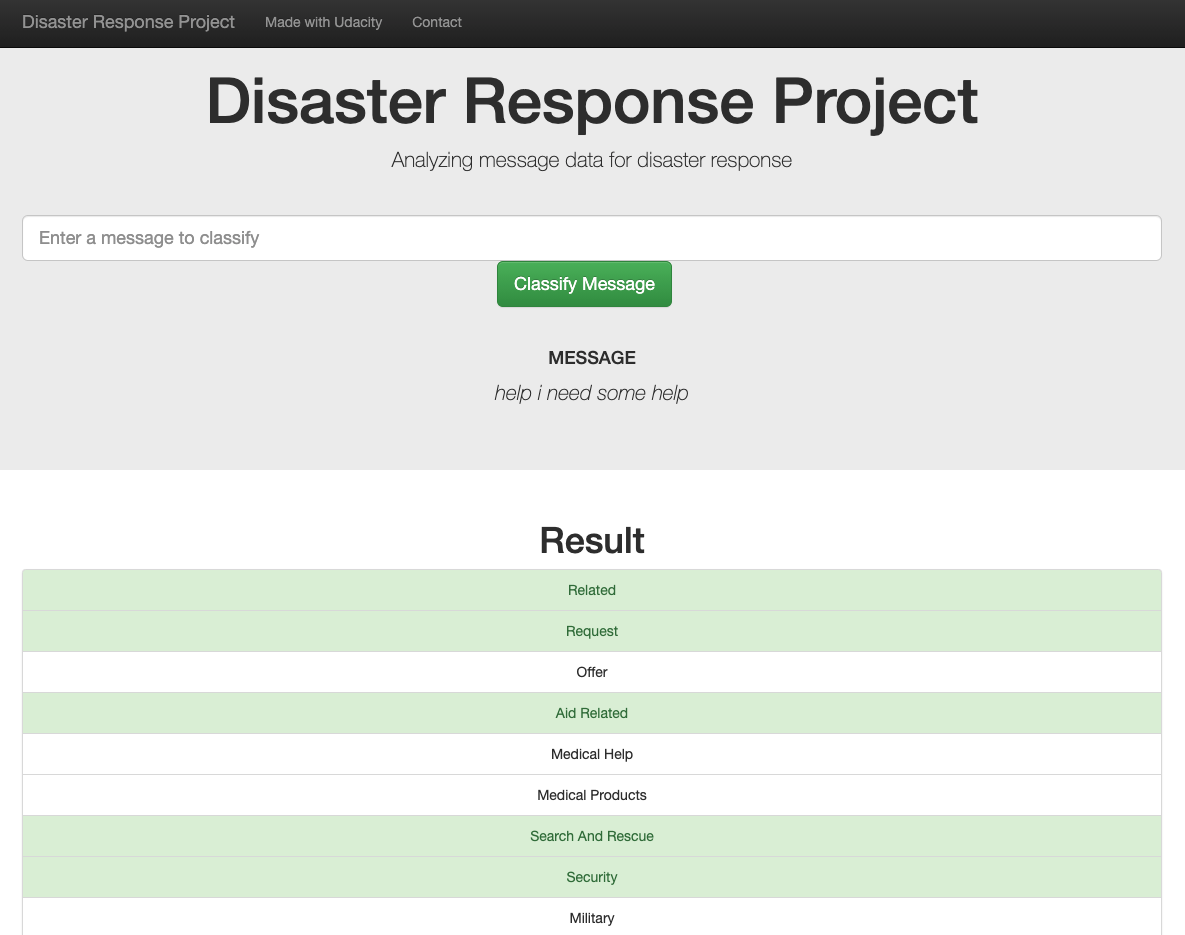 Disaster Response Project Made with Udacity Contact
Disaster Response Project
Analyzing message data for disaster response
Enter a message to classify
Classify Message
MESSAGE
help i need some help
Result
Related
Request
Offer
Aid Related
Medical Help
Medical Products
Search And Rescue
Security
Military